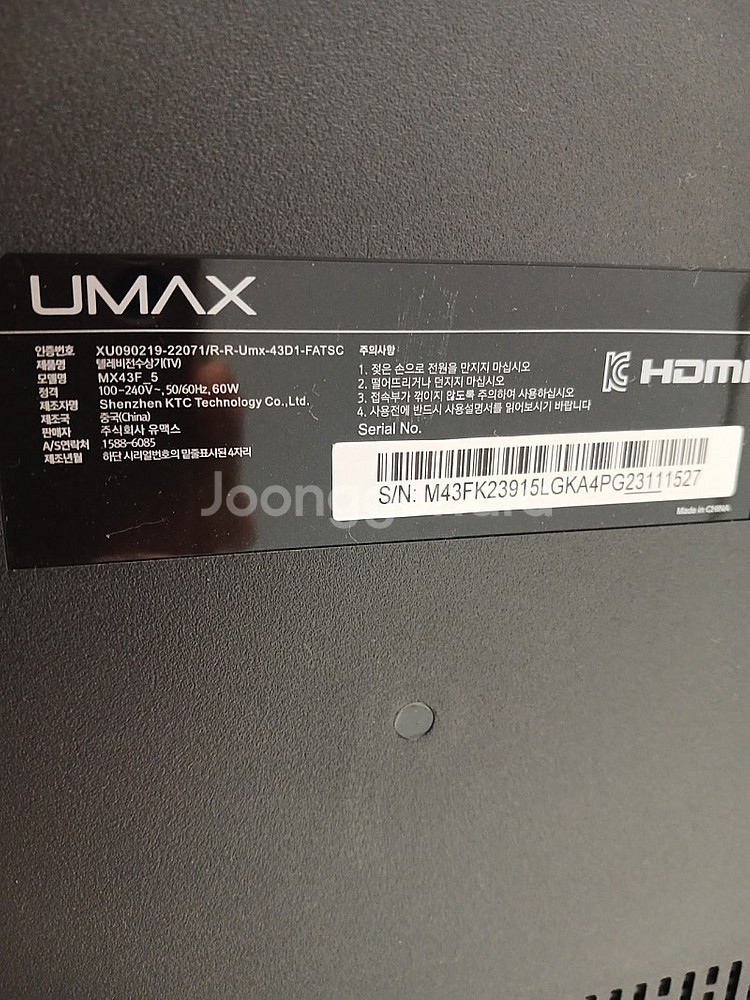 UMAX
인증번호 XU090219-22071/R-R-Umx-43D1-FATSC
제품명 텔레비전수상기(TV)
모델명 MX43F_5
정격 100-240V~, 50/60Hz, 60W
제조자명 Shenzhen KTC Technology Co., Ltd.
제조국 중국(China)
판매자 주식회사 유맥스
A/S연락처 1588-6085
제조년월 하단 시리얼번호의 밑줄표시된 4자리
주의사항
1. 젖은 손으로 전원을 만지지 마십시오
2. 떨어뜨리거나 던지지 마십시오
3. 접속부가 꺾이지 않도록 주의하여 사용하십시오
4. 사용전에 반드시 사용설명서를 읽어보시기 바랍니다
Serial No.
HDMI
S/N: M43FK23915LGKA4PG23111527
Made in CHINA